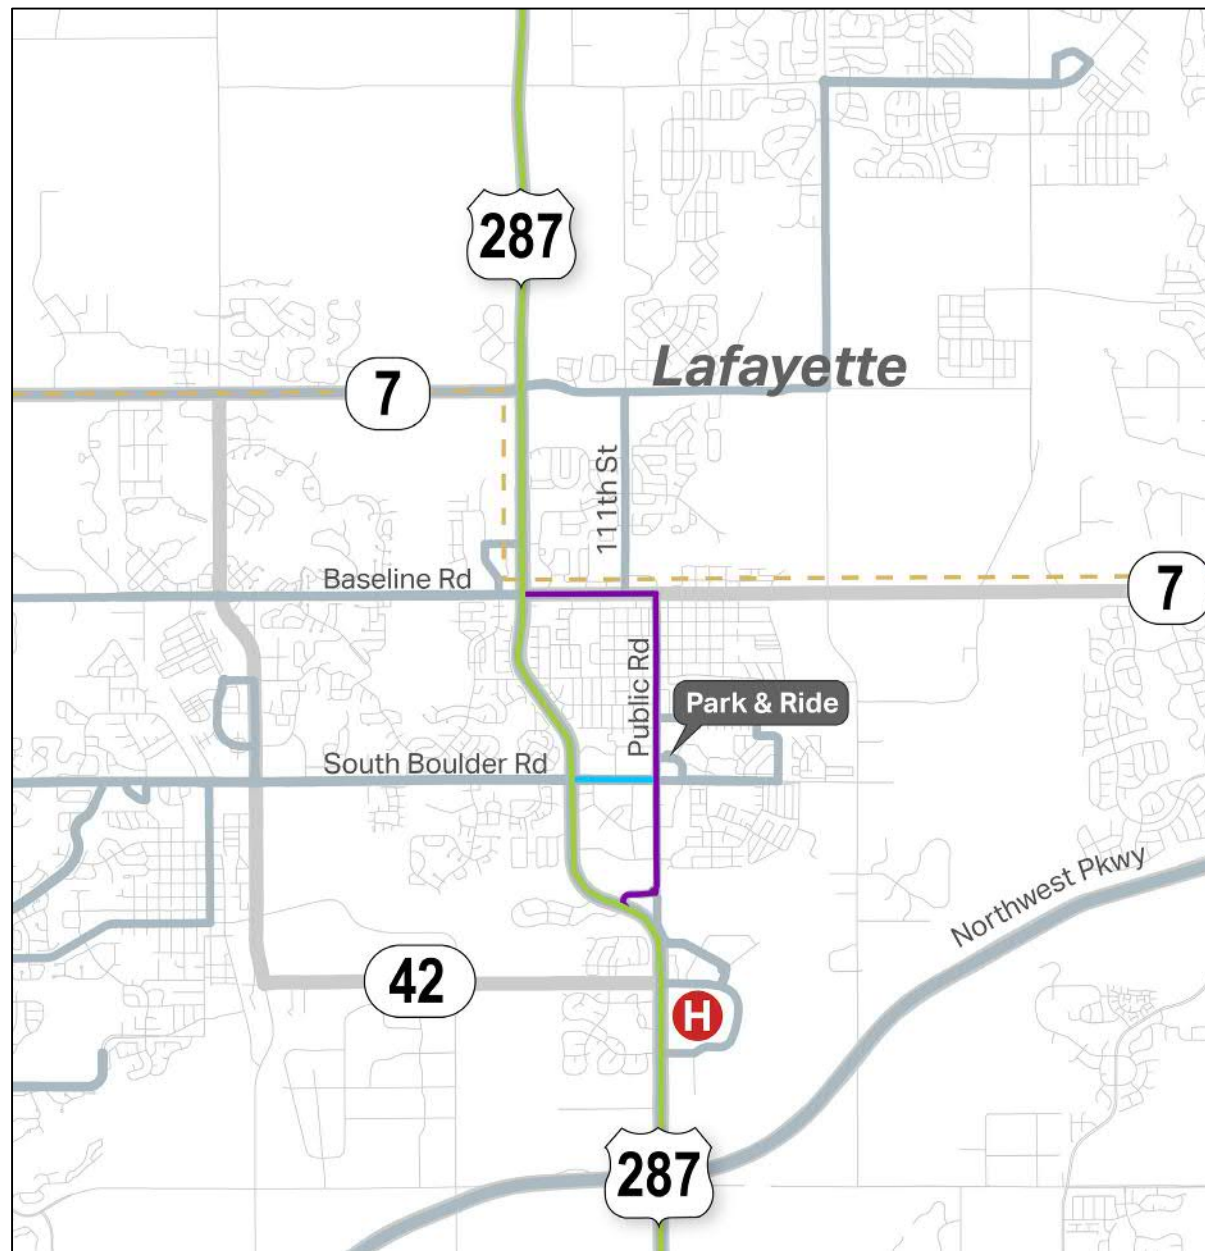 287
Lafayette
7
111th St
Baseline Rd
7
Public Rd
Park & Ride
South Boulder Rd
Northwest Pkwy
42
H
287